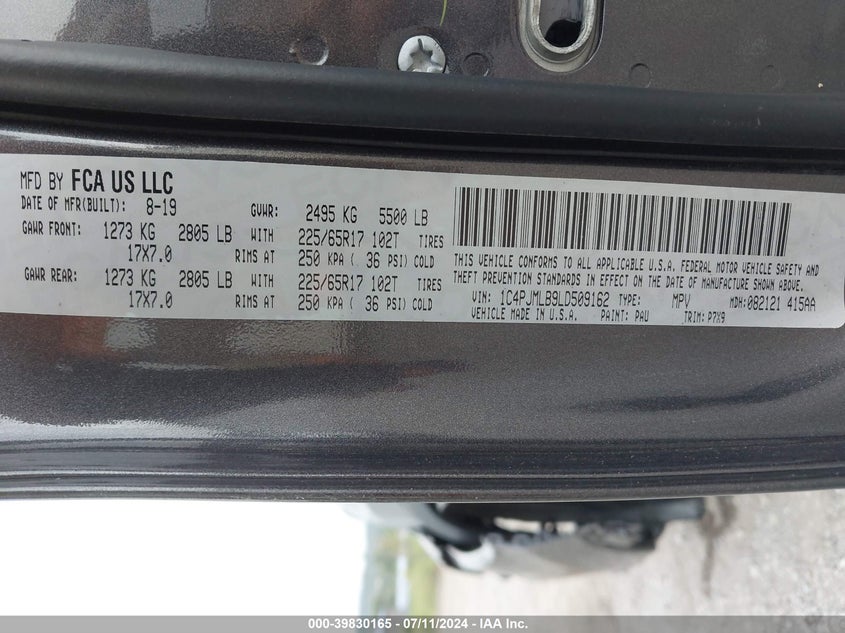 MFD BY FCA US LLC
DATE OF MFR(BUILT): 8-19 GVWR: 2495 KG 5500 LB
GAWR FRONT: 1273 KG 2805 LB WITH 225/65R17 102T TIRES
17X7.0 RIMS AT 250 KPA ( 36 PSI) COLD
GAWR REAR: 1273 KG 2805 LB WITH 225/65R17 102T TIRES
17X7.0 RIMS AT 250 KPA ( 36 PSI) COLD
THIS VEHICLE CONFORMS TO ALL APPLICABLE U.S.A. FEDERAL MOTOR VEHICLE SAFETY AND
THEFT PREVENTION STANDARDS IN EFFECT ON THE DATE OF MANUFACTURE SHOWN ABOVE.
VIN: 1C4PJMLB9LD509162 TYPE: MPV MDH:082121 415AA
VEHICLE MADE IN U.S.A. PAINT: PAU TRIM: P7X9
000-39830165 - 07/11/2024 - IAA Inc.